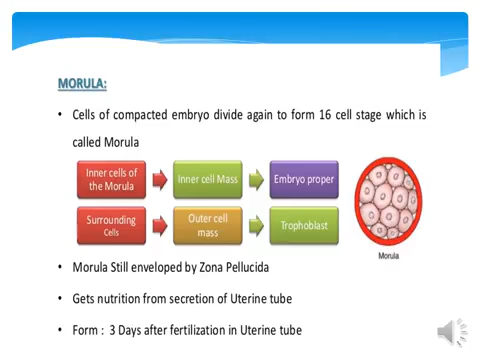 MORULA:
• Cells of compacted embryo divide again to form 16 cell stage which is
called Morula
Inner cells of
the Morula
Inner cell Mass
Embryo proper
Surrounding
Cells
Outer cell
mass
Trophoblast
Morula
• Morula Still enveloped by Zona Pellucida
• Gets nutrition from secretion of Uterine tube
• Form : 3 Days after fertilization in Uterine tube